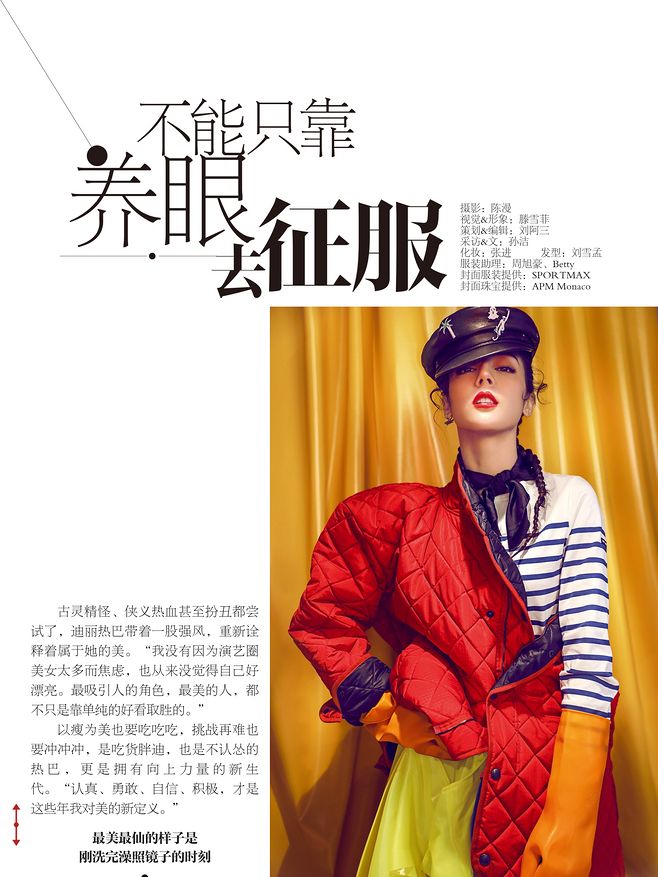 不能只靠
养眼
去征服
摄影：陈漫
视觉&形象：滕雪菲
策划&编辑：刘阿三
采访&文：孙洁
化妆：张进 发型：刘雪孟
服装助理：周旭豪、Betty
封面服装提供：SPORTMAX
封面珠宝提供：APM Monaco
古灵精怪、侠义热血甚至扮丑都尝
试了，迪丽热巴带着一股强风，重新诠
释着属于她的美。“我没有因为演艺圈
美女太多而焦虑，也从来没觉得自己好
漂亮。最吸引人的角色，最美的人，都
不只是靠单纯的好看取胜的。”
以瘦为美也要吃吃吃，挑战再难也
要冲冲冲，是吃货胖迪，也是不认怂的
热巴，更是拥有向上力量的新生
代。“认真、勇敢、自信、积极，才是
这些年我对美的新定义。”
最美最仙的样子是
刚洗完澡照镜子的时刻